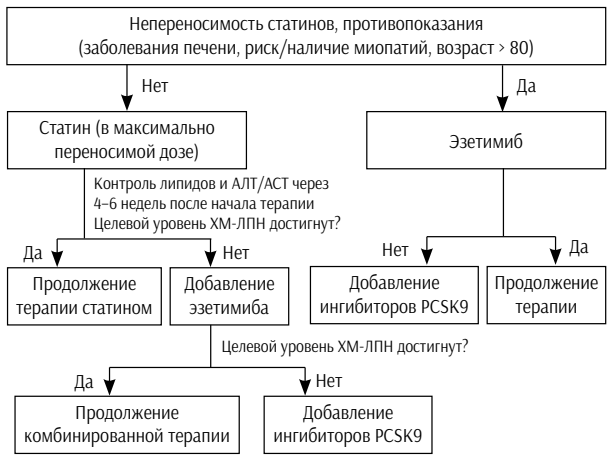 Непереносимость статинов, противопоказания
(заболевания печени, риск/наличие миопатий, возраст > 80)
Нет
Да
Статин (в максимально
переносимой дозе)
Эзетимиб
Контроль липидов и АЛТ/АСТ через
4–6 недель после начала терапии
Целевой уровень ХМ-ЛПН достигнут?
Да
Нет
Нет
Да
Продолжение
терапии статином
Добавление
эзетимиба
Добавление
ингибиторов PCSK9
Продолжение
терапии
Целевой уровень ХМ-ЛПН достигнут?
Да
Нет
Продолжение
комбинированной терапии
Добавление
ингибиторов PCSK9